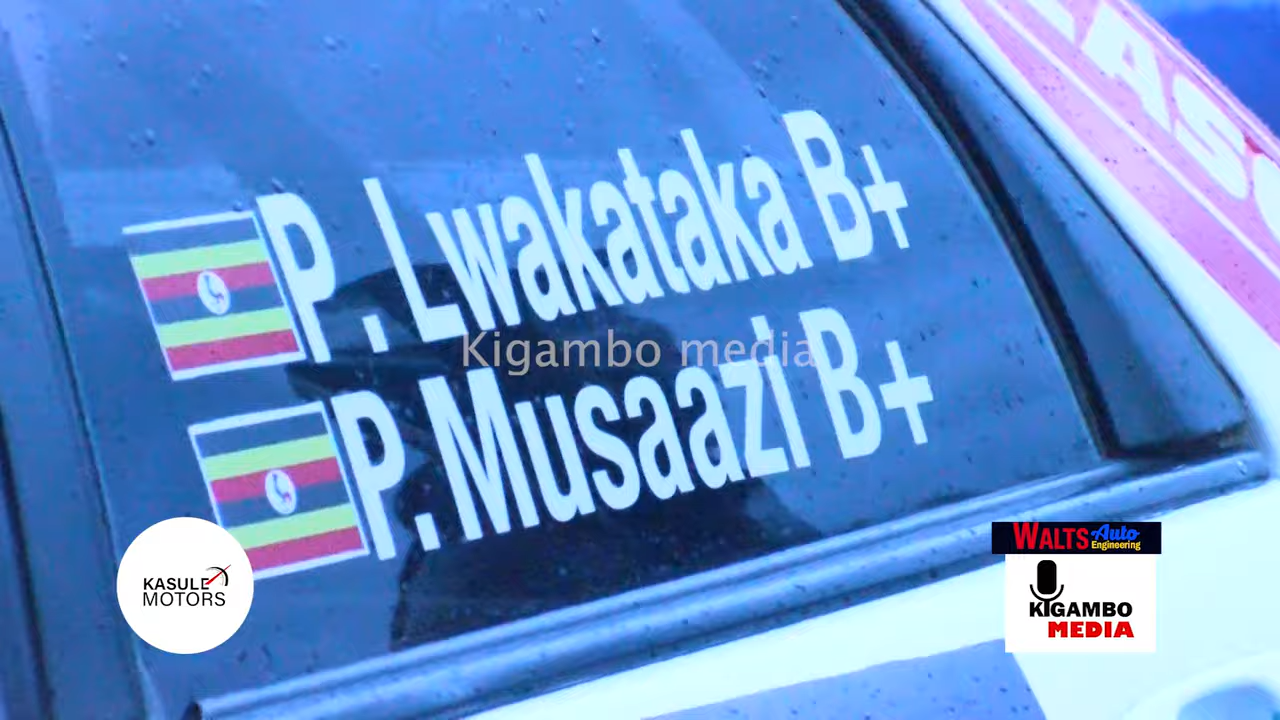 P. Lwakataka B+
Kigambo media
P. Musaazi B+
KASULE
MOTORS
WALTS Auto
Engineering
KIGAMBO
MEDIA